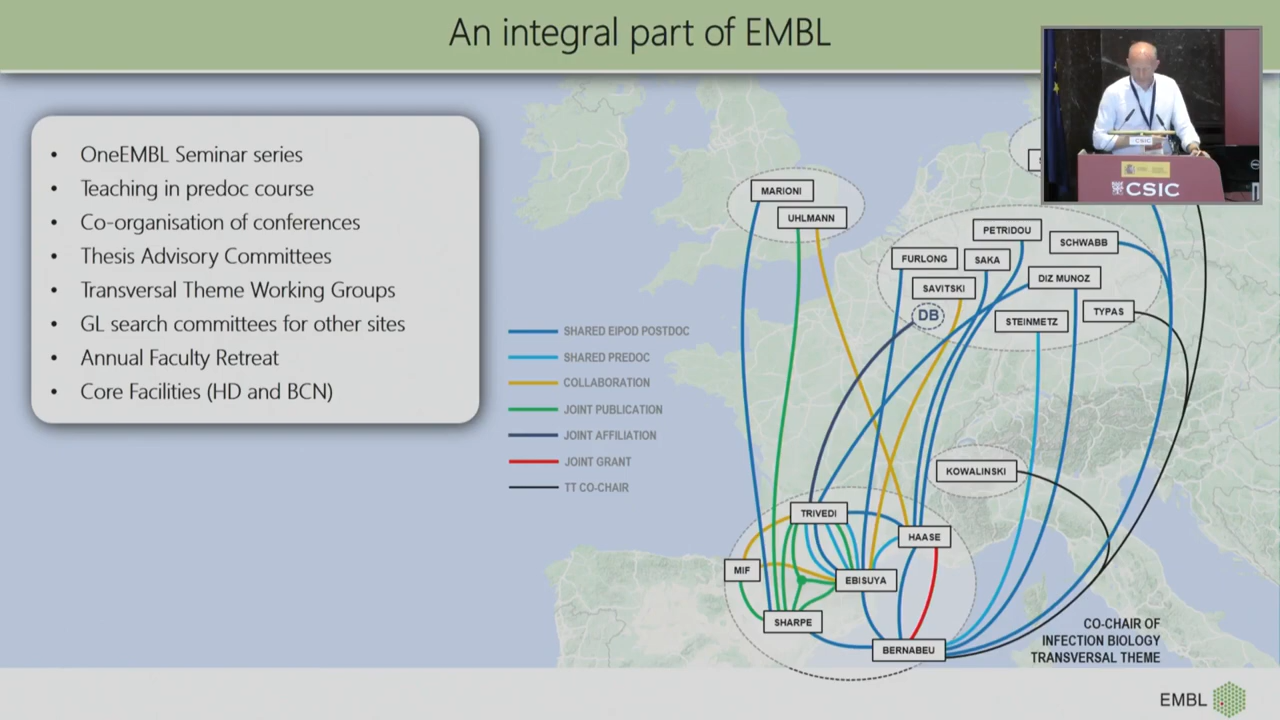 An integral part of EMBL
• OneEMBL Seminar series
• Teaching in predoc course
• Co-organisation of conferences
• Thesis Advisory Committees
• Transversal Theme Working Groups
• GL search committees for other sites
• Annual Faculty Retreat
• Core Facilities (HD and BCN)
SHARED EIPOD POSTDOC
SHARED PREDOC
COLLABORATION
JOINT PUBLICATION
JOINT AFFILIATION
JOINT GRANT
TT CO-CHAIR
MARIONI
UHLMANN
PETRIDOU
SCHWABB
FURLONG
SAKA
DIZ MUNOZ
SAVITSKI
DB
STEINMETZ
TYPAS
KOWALINSKI
TRIVEDI
HAASE
MIF
EBISUYA
SHARPE
BERNABEU
CO-CHAIR OF
INFECTION BIOLOGY
TRANSVERSAL THEME
EMBL
CSIC
CSIC